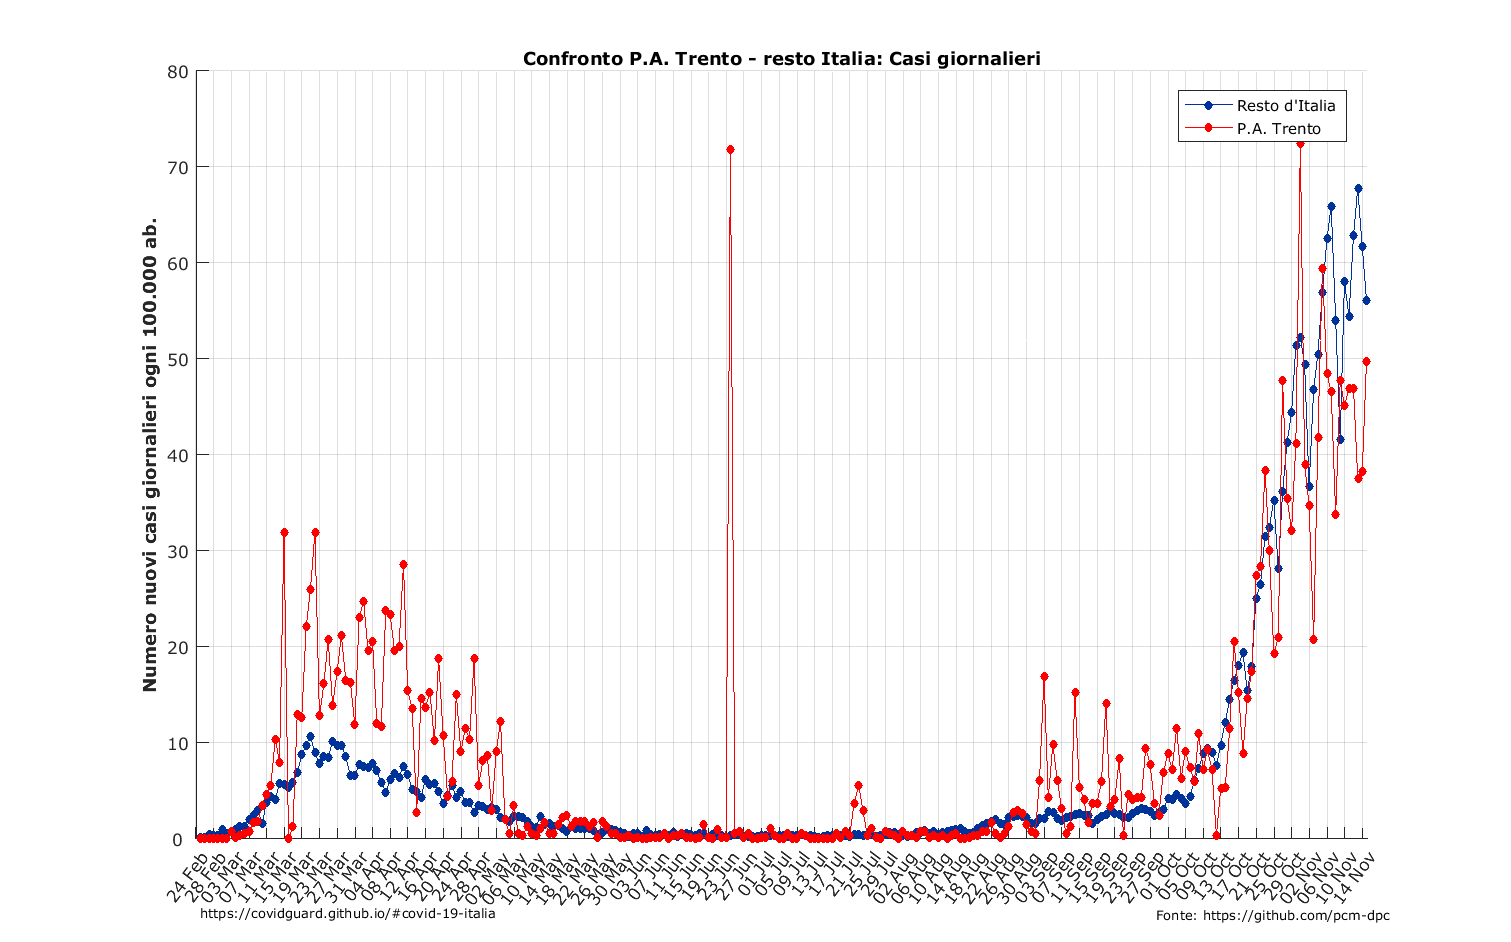 Confronto P.A. Trento - resto Italia: Casi giornalieri
Numero nuovi casi giornalieri ogni 100.000 ab.
80
70
60
50
40
30
20
10
0
Resto d'Italia
P.A. Trento
24 Feb
28 Feb
03 Mar
07 Mar
11 Mar
15 Mar
19 Mar
23 Mar
27 Mar
31 Mar
04 Apr
08 Apr
12 Apr
16 Apr
20 Apr
24 Apr
28 Apr
02 May
06 May
10 May
14 May
18 May
22 May
26 May
30 May
03 Jun
07 Jun
11 Jun
15 Jun
19 Jun
23 Jun
27 Jun
01 Jul
05 Jul
09 Jul
13 Jul
17 Jul
21 Jul
25 Jul
29 Jul
02 Aug
06 Aug
10 Aug
14 Aug
18 Aug
22 Aug
26 Aug
30 Aug
03 Sep
07 Sep
11 Sep
15 Sep
19 Sep
23 Sep
27 Sep
01 Oct
05 Oct
09 Oct
13 Oct
17 Oct
21 Oct
25 Oct
29 Oct
02 Nov
06 Nov
10 Nov
14 Nov
https://covidguard.github.io/#covid-19-italia
Fonte: https://github.com/pcm-dpc